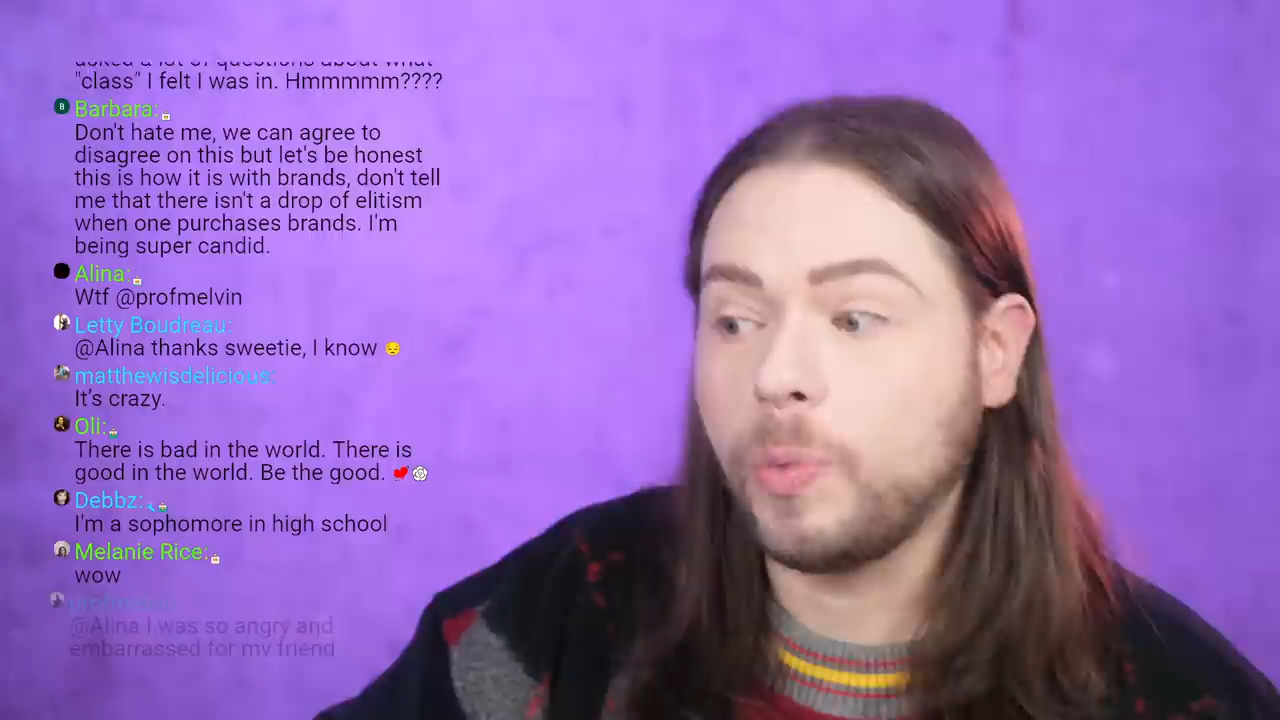 "class" I felt I was in. Hmmmmm????
Barbara:
Don't hate me, we can agree to
disagree on this but let's be honest
this is how it is with brands, don't tell
me that there isn't a drop of elitism
when one purchases brands. I'm
being super candid.
Alina:
Wtf @profmelvin
Letty Boudreau:
@Alina thanks sweetie, I know 😔
matthewisdelicious:
It’s crazy.
Oli:
There is bad in the world. There is
good in the world. Be the good.
Debbz:
I'm a sophomore in high school
Melanie Rice:
wow
profmelvin:
@Alina I was so angry and
embarrassed for my friend